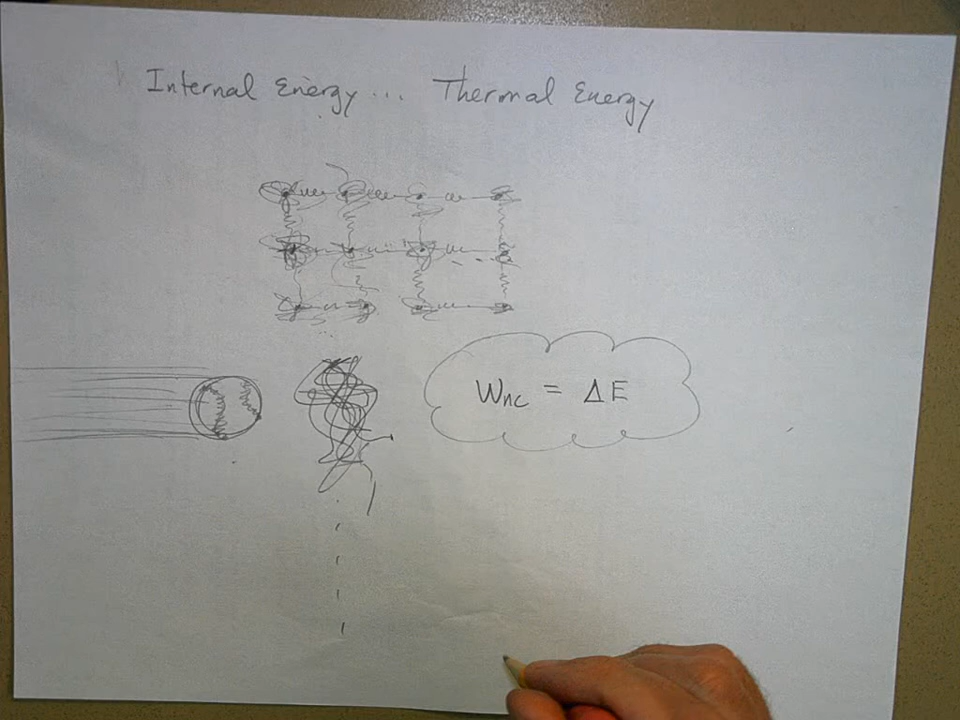 Internal Energy... Thermal Energy
Wnc = ΔE